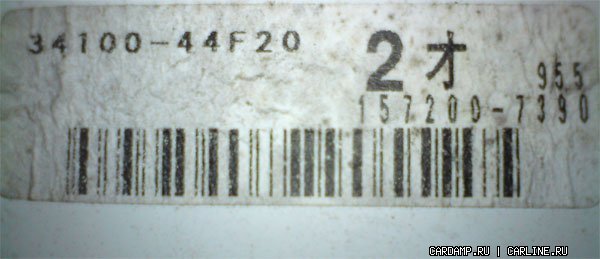 34100-44F20
2才
955
157200-7390
CARDAMP.RU | CARLINE.RU